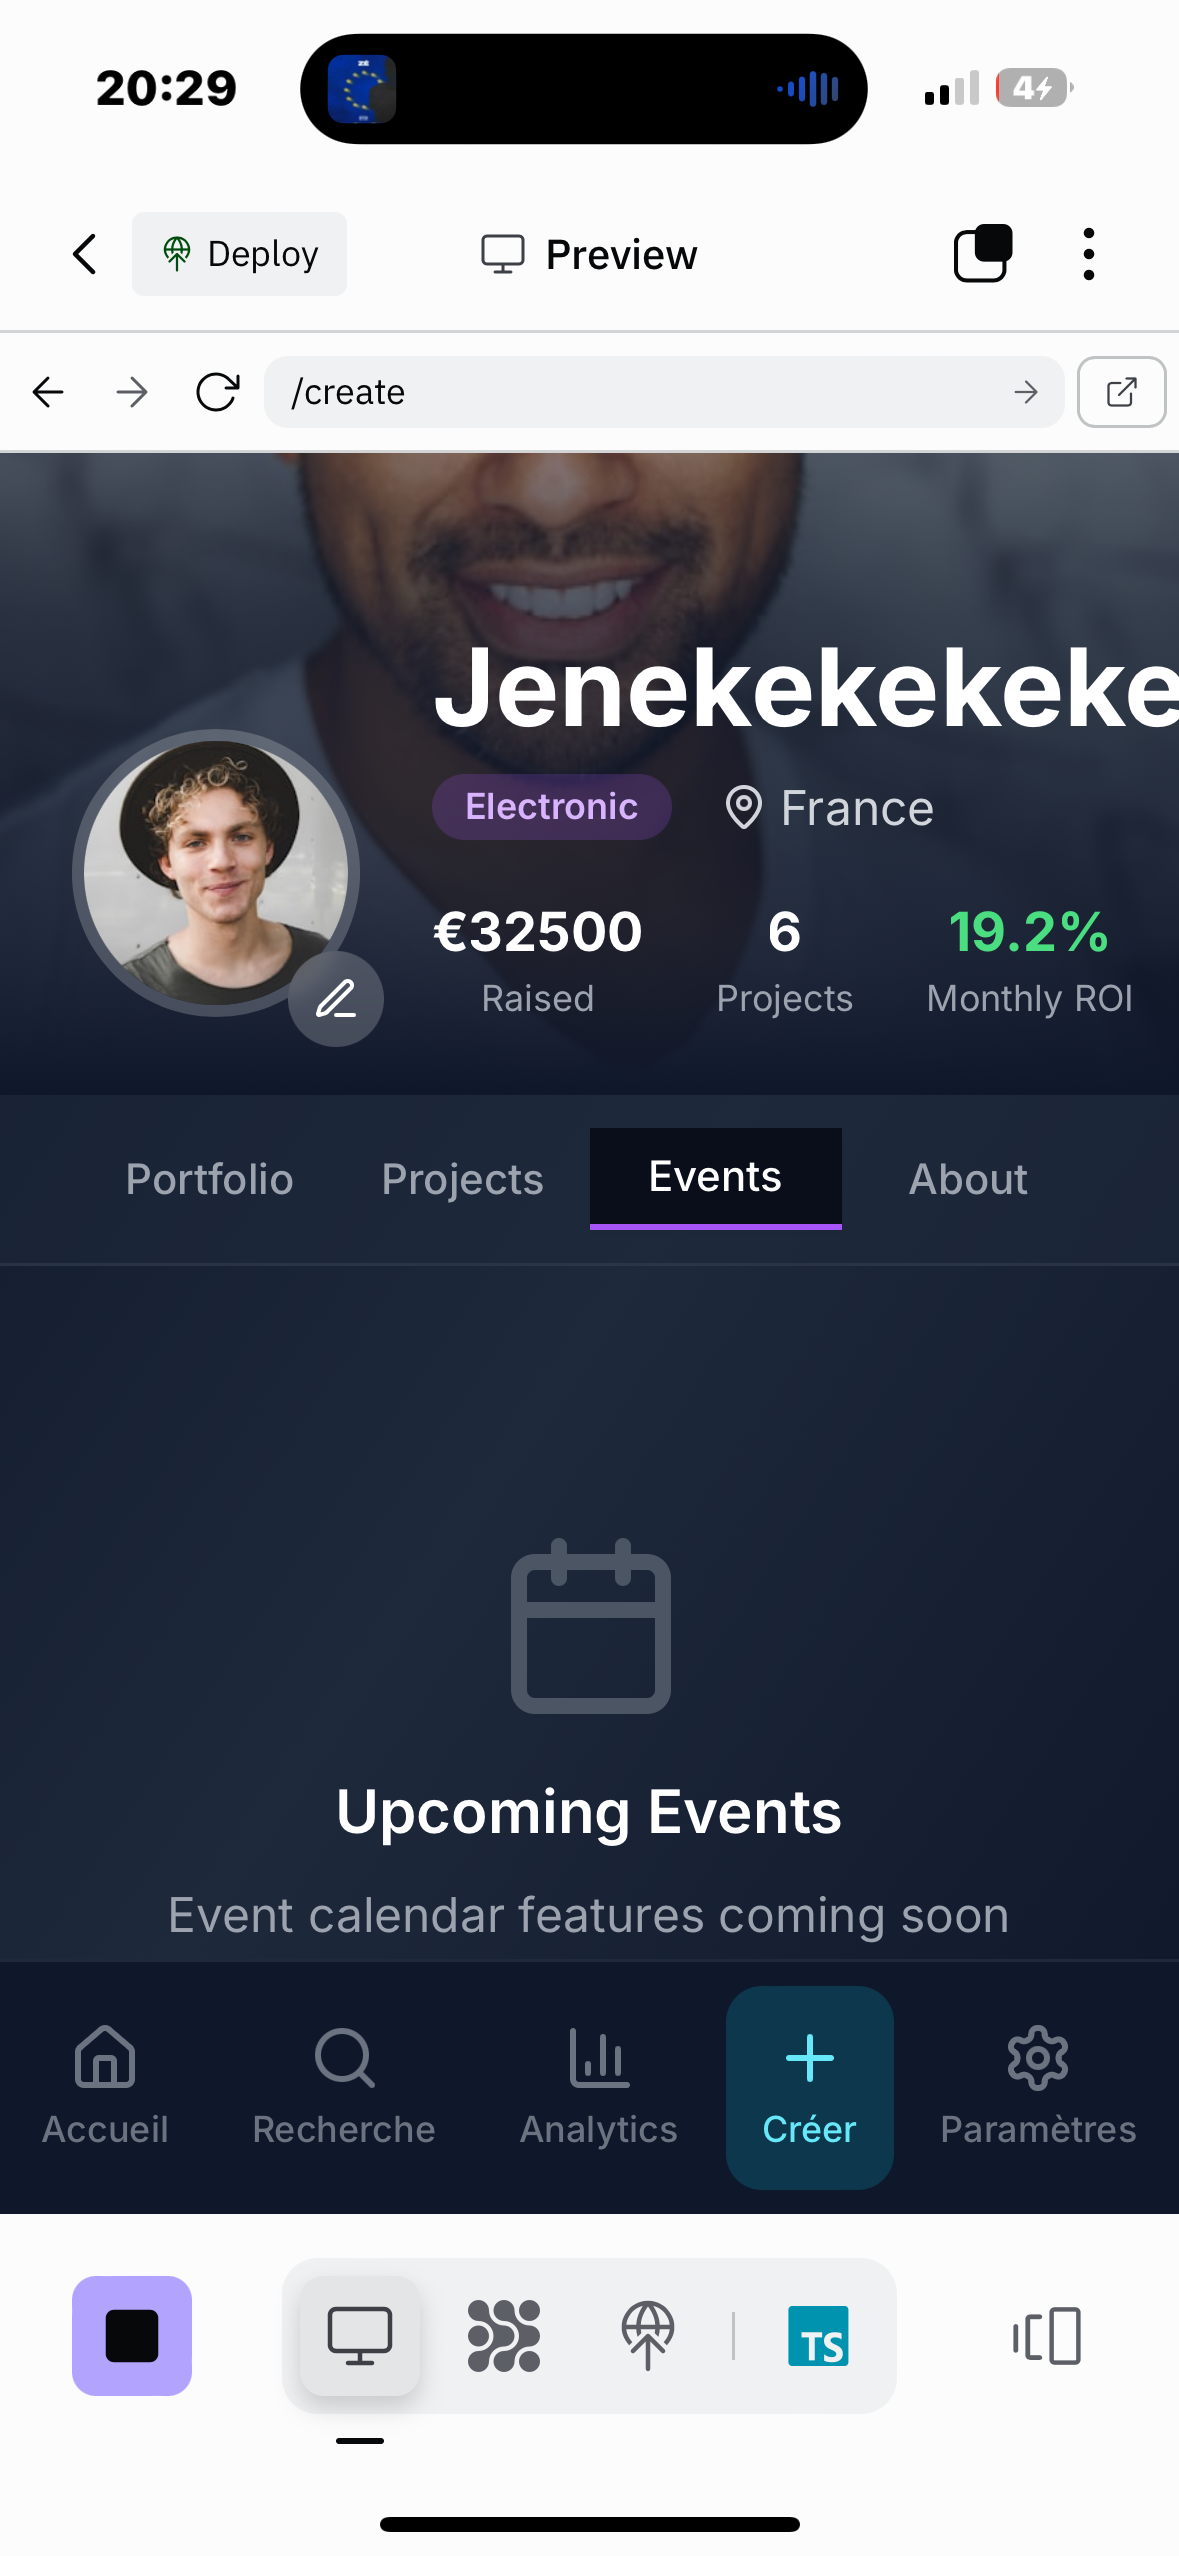 20:29
4
Deploy
Preview
/create
Jenekekekeke
Electronic
France
€32500
6
19.2%
Raised
Projects
Monthly ROI
Portfolio
Projects
Events
About
Upcoming Events
Event calendar features coming soon
Accueil
Recherche
Analytics
Créer
Paramètres
TS